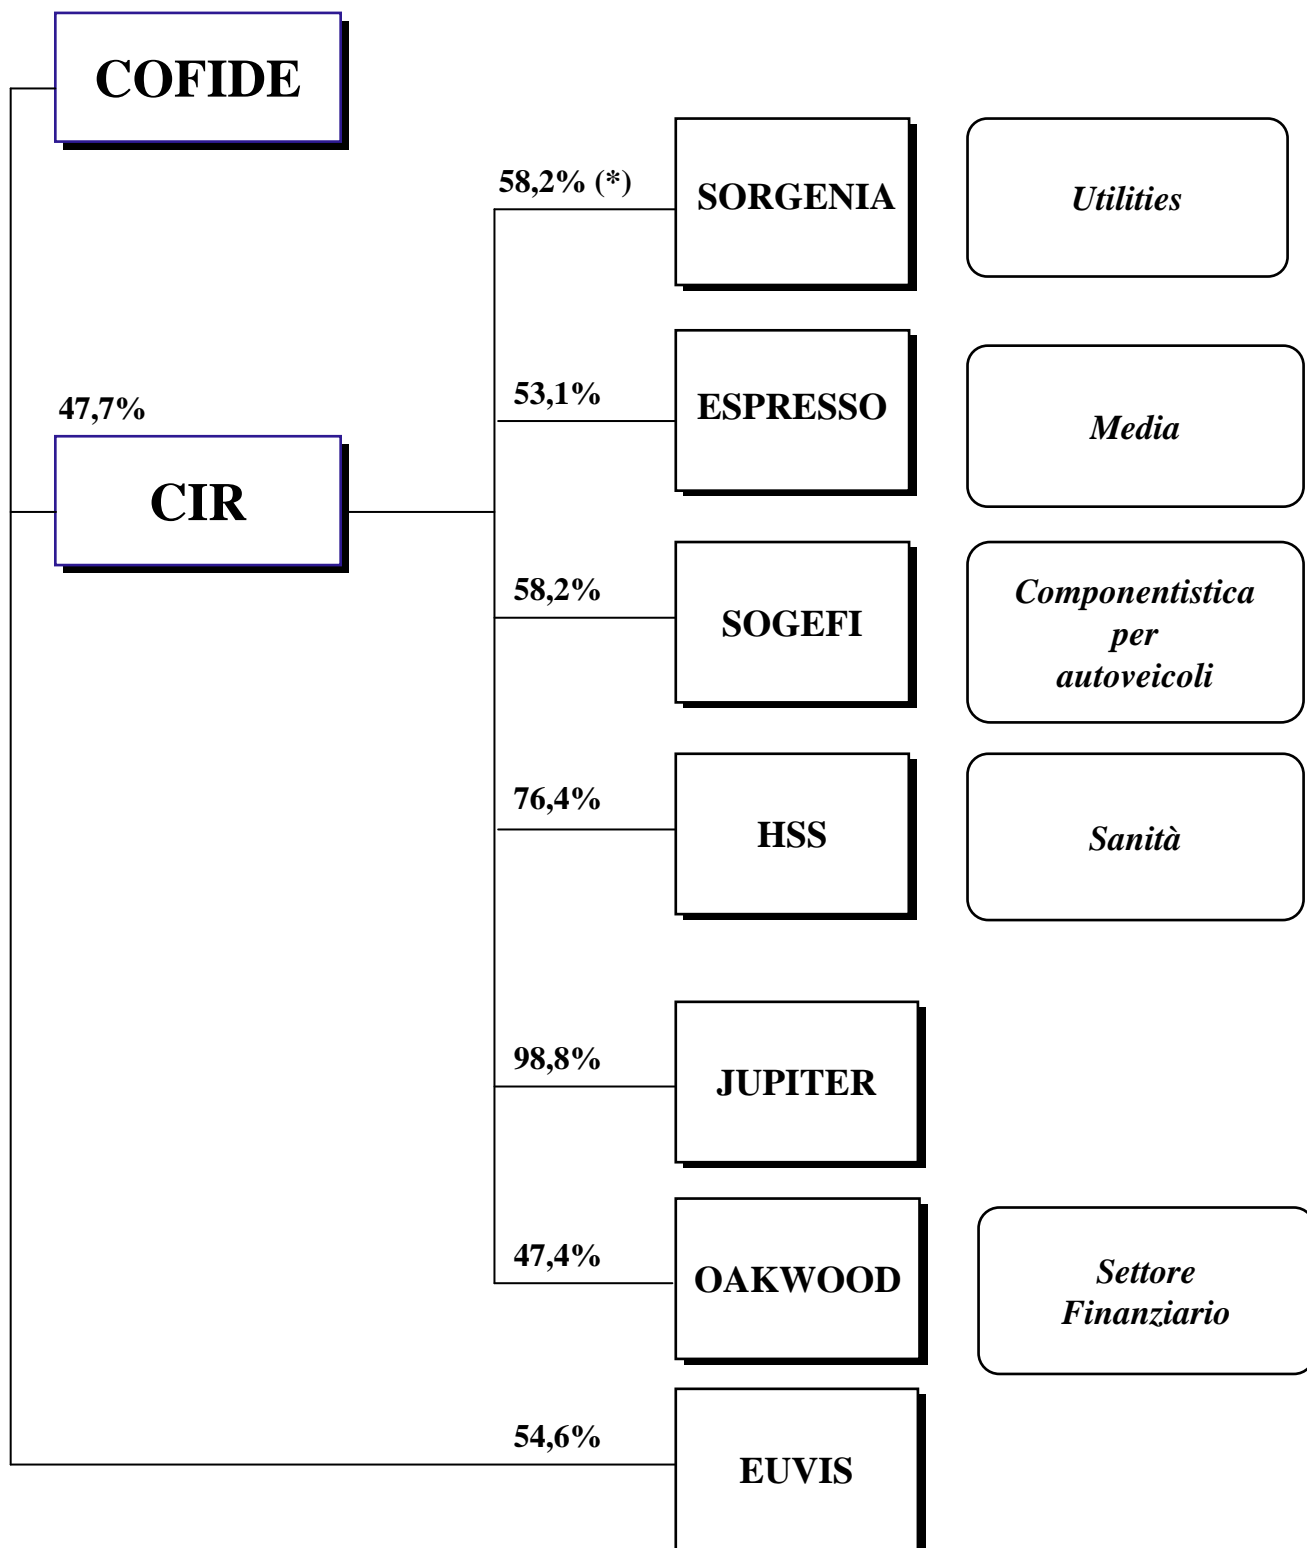 COFIDE
58,2% (*)
SORGENIA
Utilities
47,7%
CIR
53,1%
ESPRESSO
Media
58,2%
SOGEFI
Componentistica
per
autoveicoli
76,4%
HSS
Sanità
98,8%
JUPITER
47,4%
OAKWOOD
Settore
Finanziario
54,6%
EUVIS